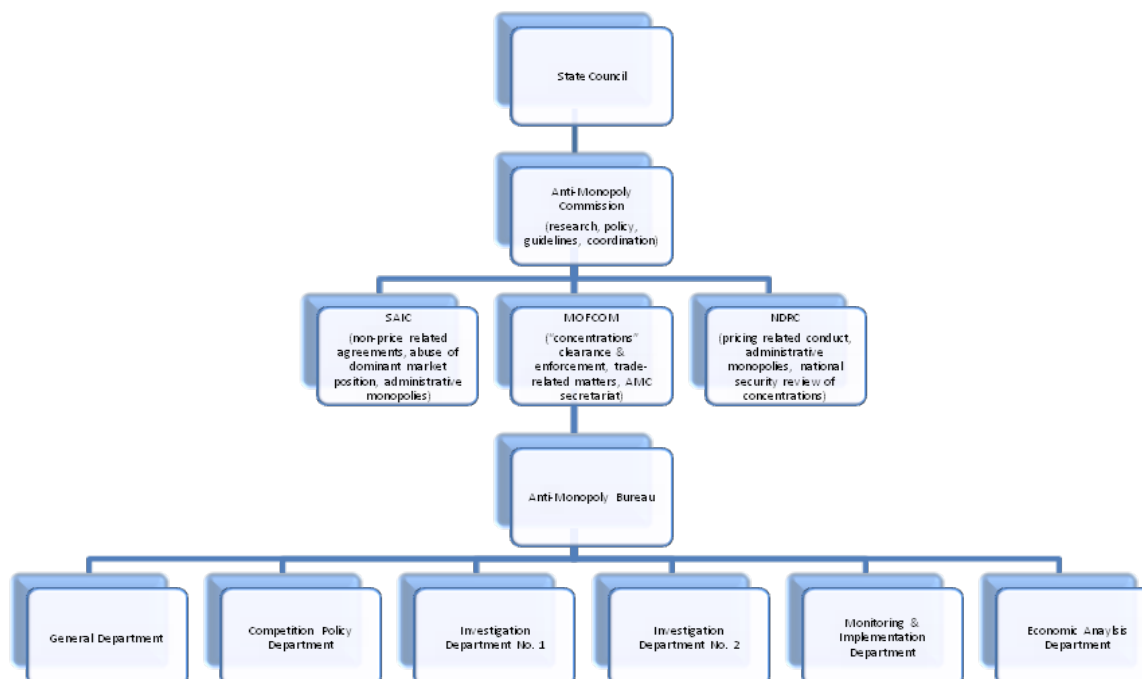 State Council
Anti-Monopoly
Commission
(research, policy,
guidelines, coordination)
SAIC
(non-price related
agreements, abuse of
dominant market
position, administrative
monopolies)
MOFCOM
("concentrations"
clearance &
enforcement, trade-
related matters, AMC
secretariat)
NDRC
(pricing related conduct,
administrative
monopolies, national
security review of
concentrations)
Anti-Monopoly Bureau
General Department
Competition Policy
Department
Investigation
Department No. 1
Investigation
Department No. 2
Monitoring &
Implementation
Department
Economic Anaylsis
Department